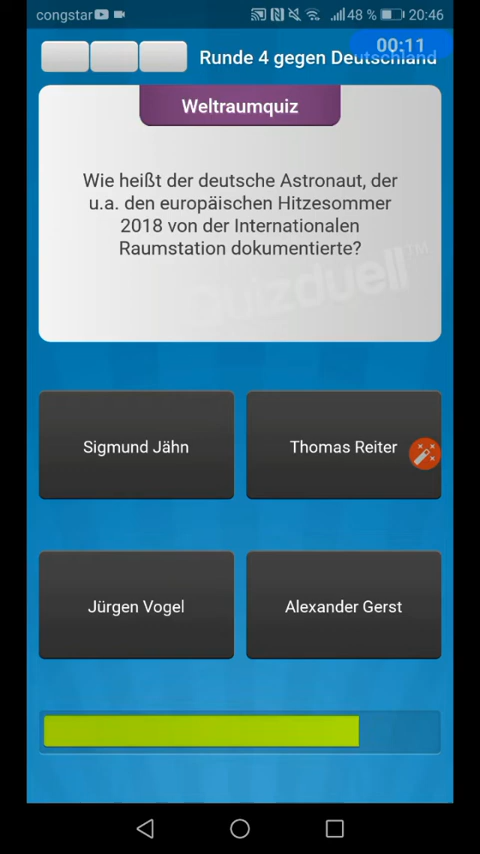 congstar 48 % 20:46
00:11
Runde 4 gegen Deutschland
Weltraumquiz
Wie heißt der deutsche Astronaut, der
u.a. den europäischen Hitzesommer
2018 von der Internationalen
Raumstation dokumentierte?
Quizduell™
Sigmund Jähn
Thomas Reiter
Jürgen Vogel
Alexander Gerst